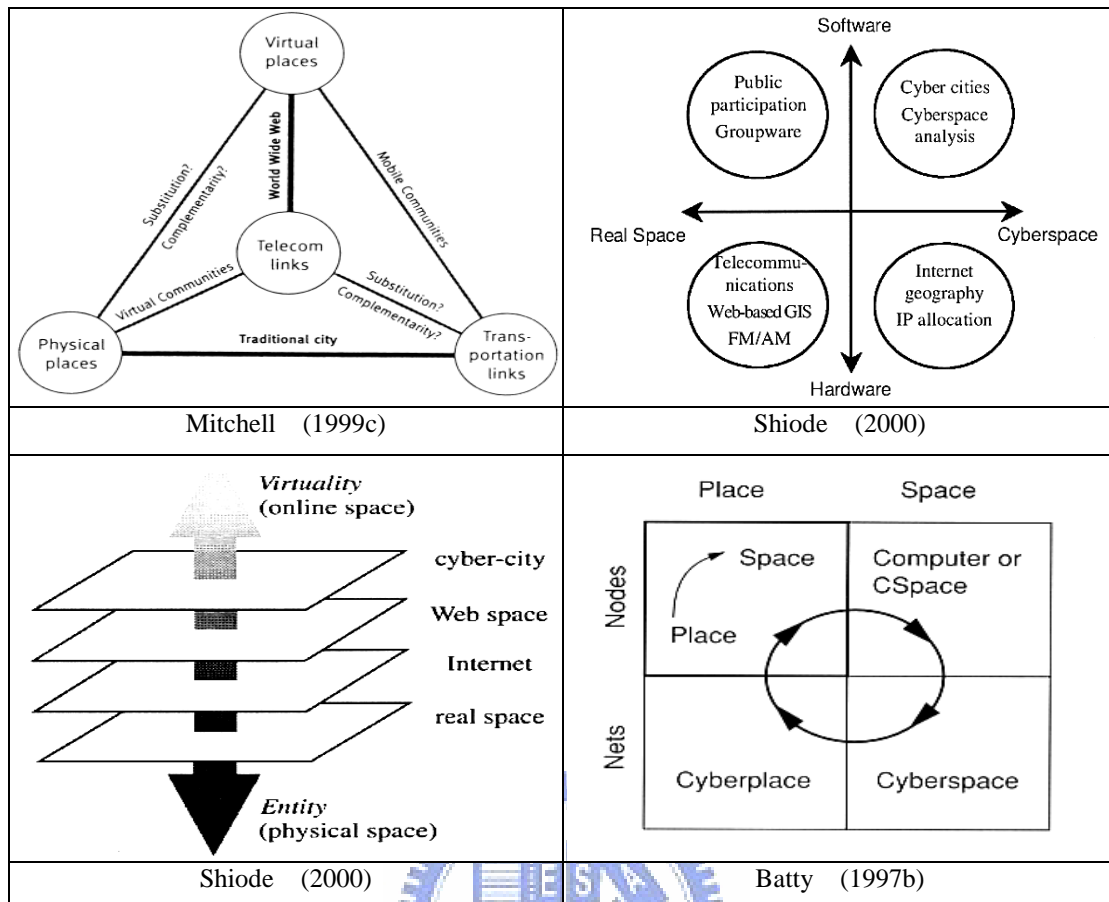 Virtual
places
Substitution?
Complementarity?
World Wide Web
Mobile Communities
Telecom
links
Virtual Communities
Substitution?
Complementarity?
Physical
places
Traditional city
Trans-
portation
links
Mitchell (1999c)
Software
Public
participation
Groupware
Cyber cities
Cyberspace
analysis
Real Space
Cyberspace
Telecommu-
nications
Web-based GIS
FM/AM
Internet
geography
IP allocation
Hardware
Shiode (2000)
Virtuality
(online space)
cyber-city
Web space
Internet
real space
Entity
(physical space)
Shiode (2000)
Place Space
Nodes
Space
Place
Computer or
CSpace
Nets
Cyberplace
Cyberspace
Batty (1997b)
ESA